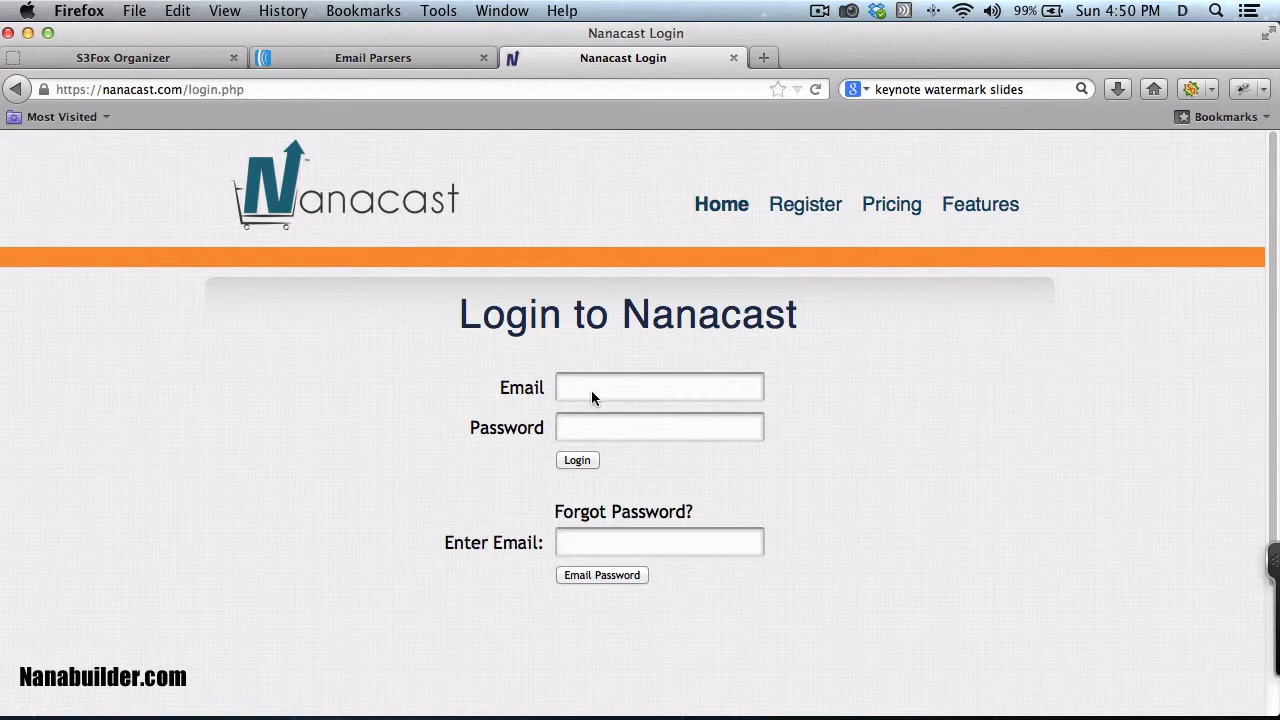 Firefox File Edit View History Bookmarks Tools Window Help 99% Sun 4:50 PM D
Nanacast Login
S3Fox Organizer Email Parsers Nanacast Login
https://nanacast.com/login.php keynote watermark slides
Most Visited Bookmarks
Nanacast
Home Register Pricing Features
Login to Nanacast
Email
Password
Login
Forgot Password?
Enter Email:
Email Password
Nanabuilder.com